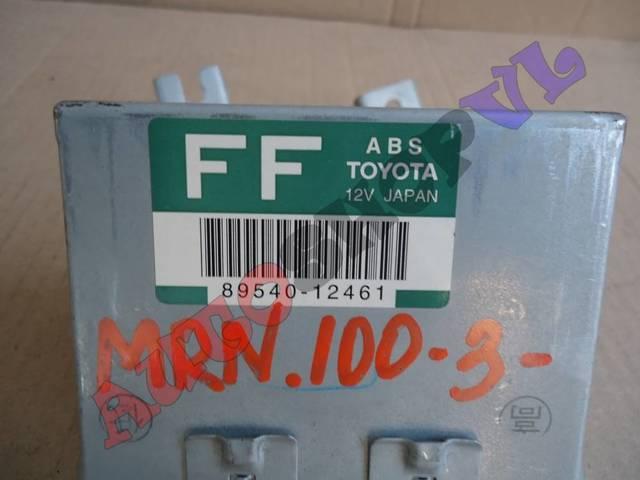 FF
ABS
TOYOTA
12V JAPAN
89540-12461
MRN.100-3-